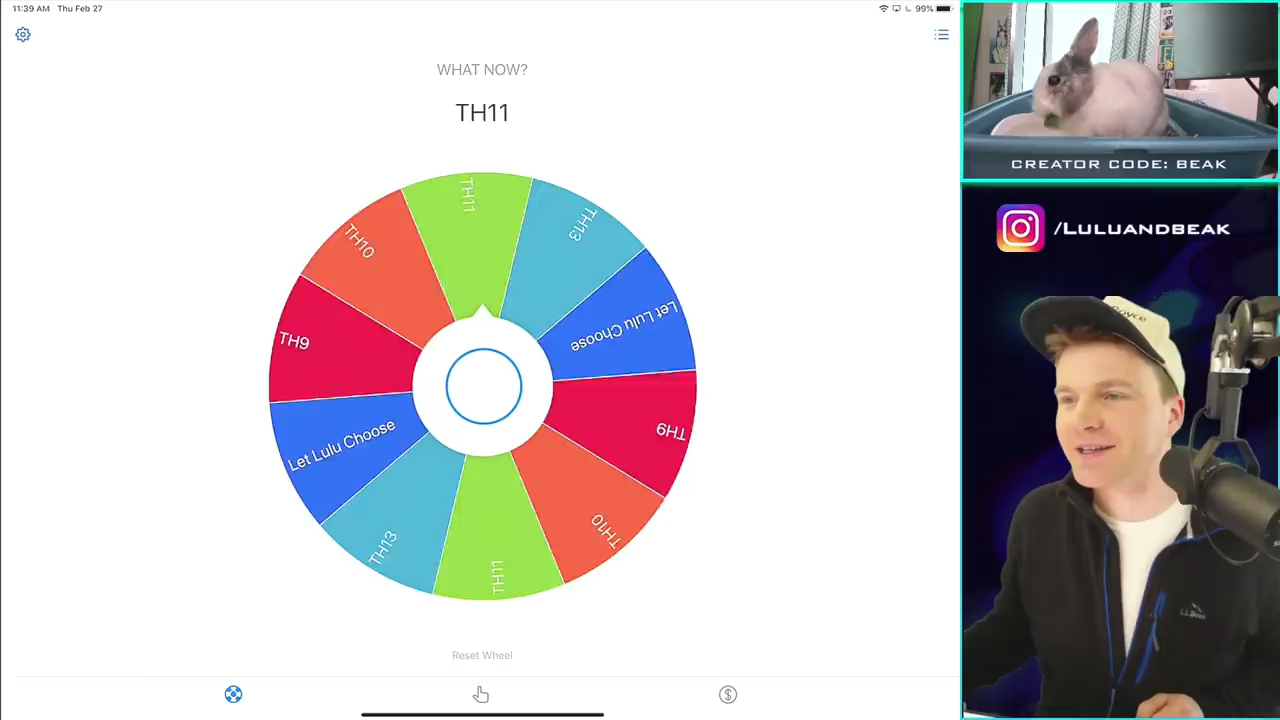 11:39 AM Thu Feb 27
99%
WHAT NOW?
TH11
TH11
TH13
Let Lulu Choose
TH9
TH10
TH11
TH13
Let Lulu Choose
TH9
TH10
Reset Wheel
CREATOR CODE: BEAK
/LULUANDBEAK
L.L.Bean